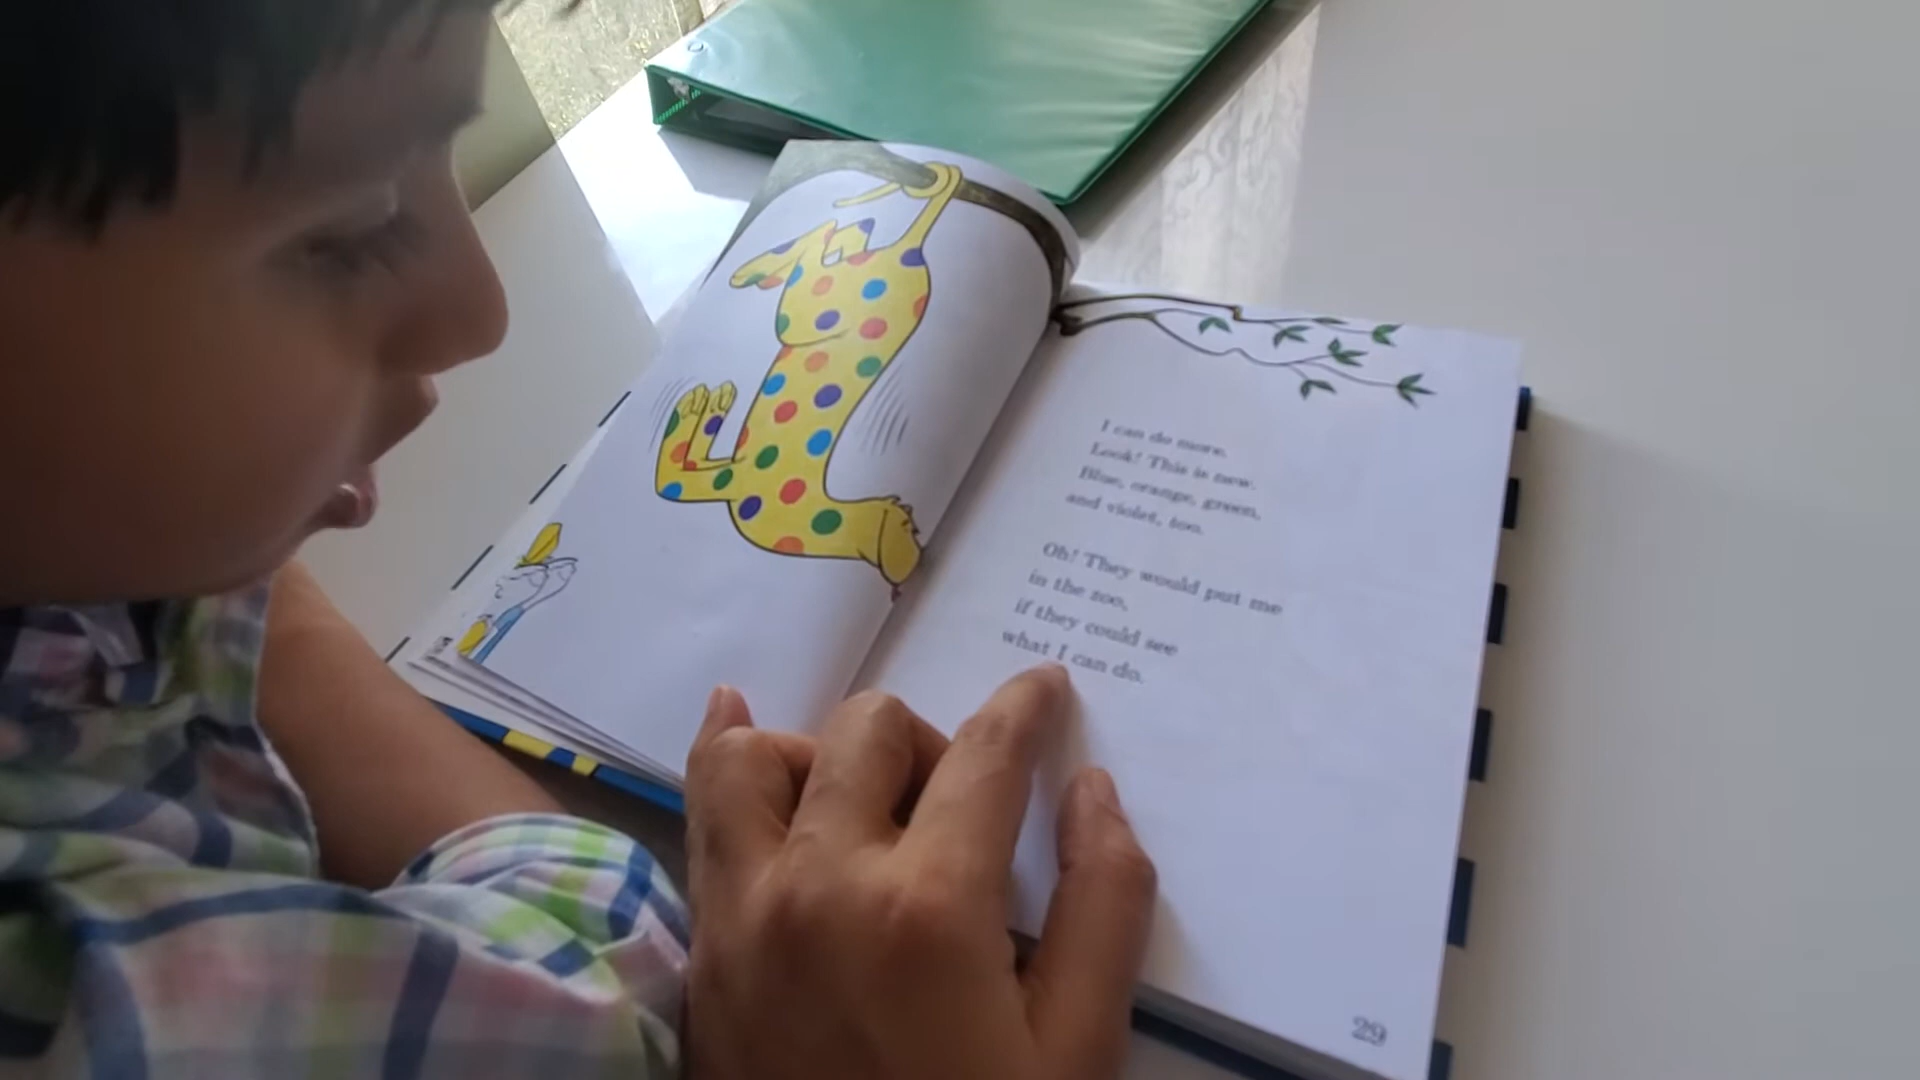 I can do more.
Look! This is new.
Blue, orange, green,
and violet, too.
Oh! They would put me
in the zoo,
if they could see
what I can do.
29